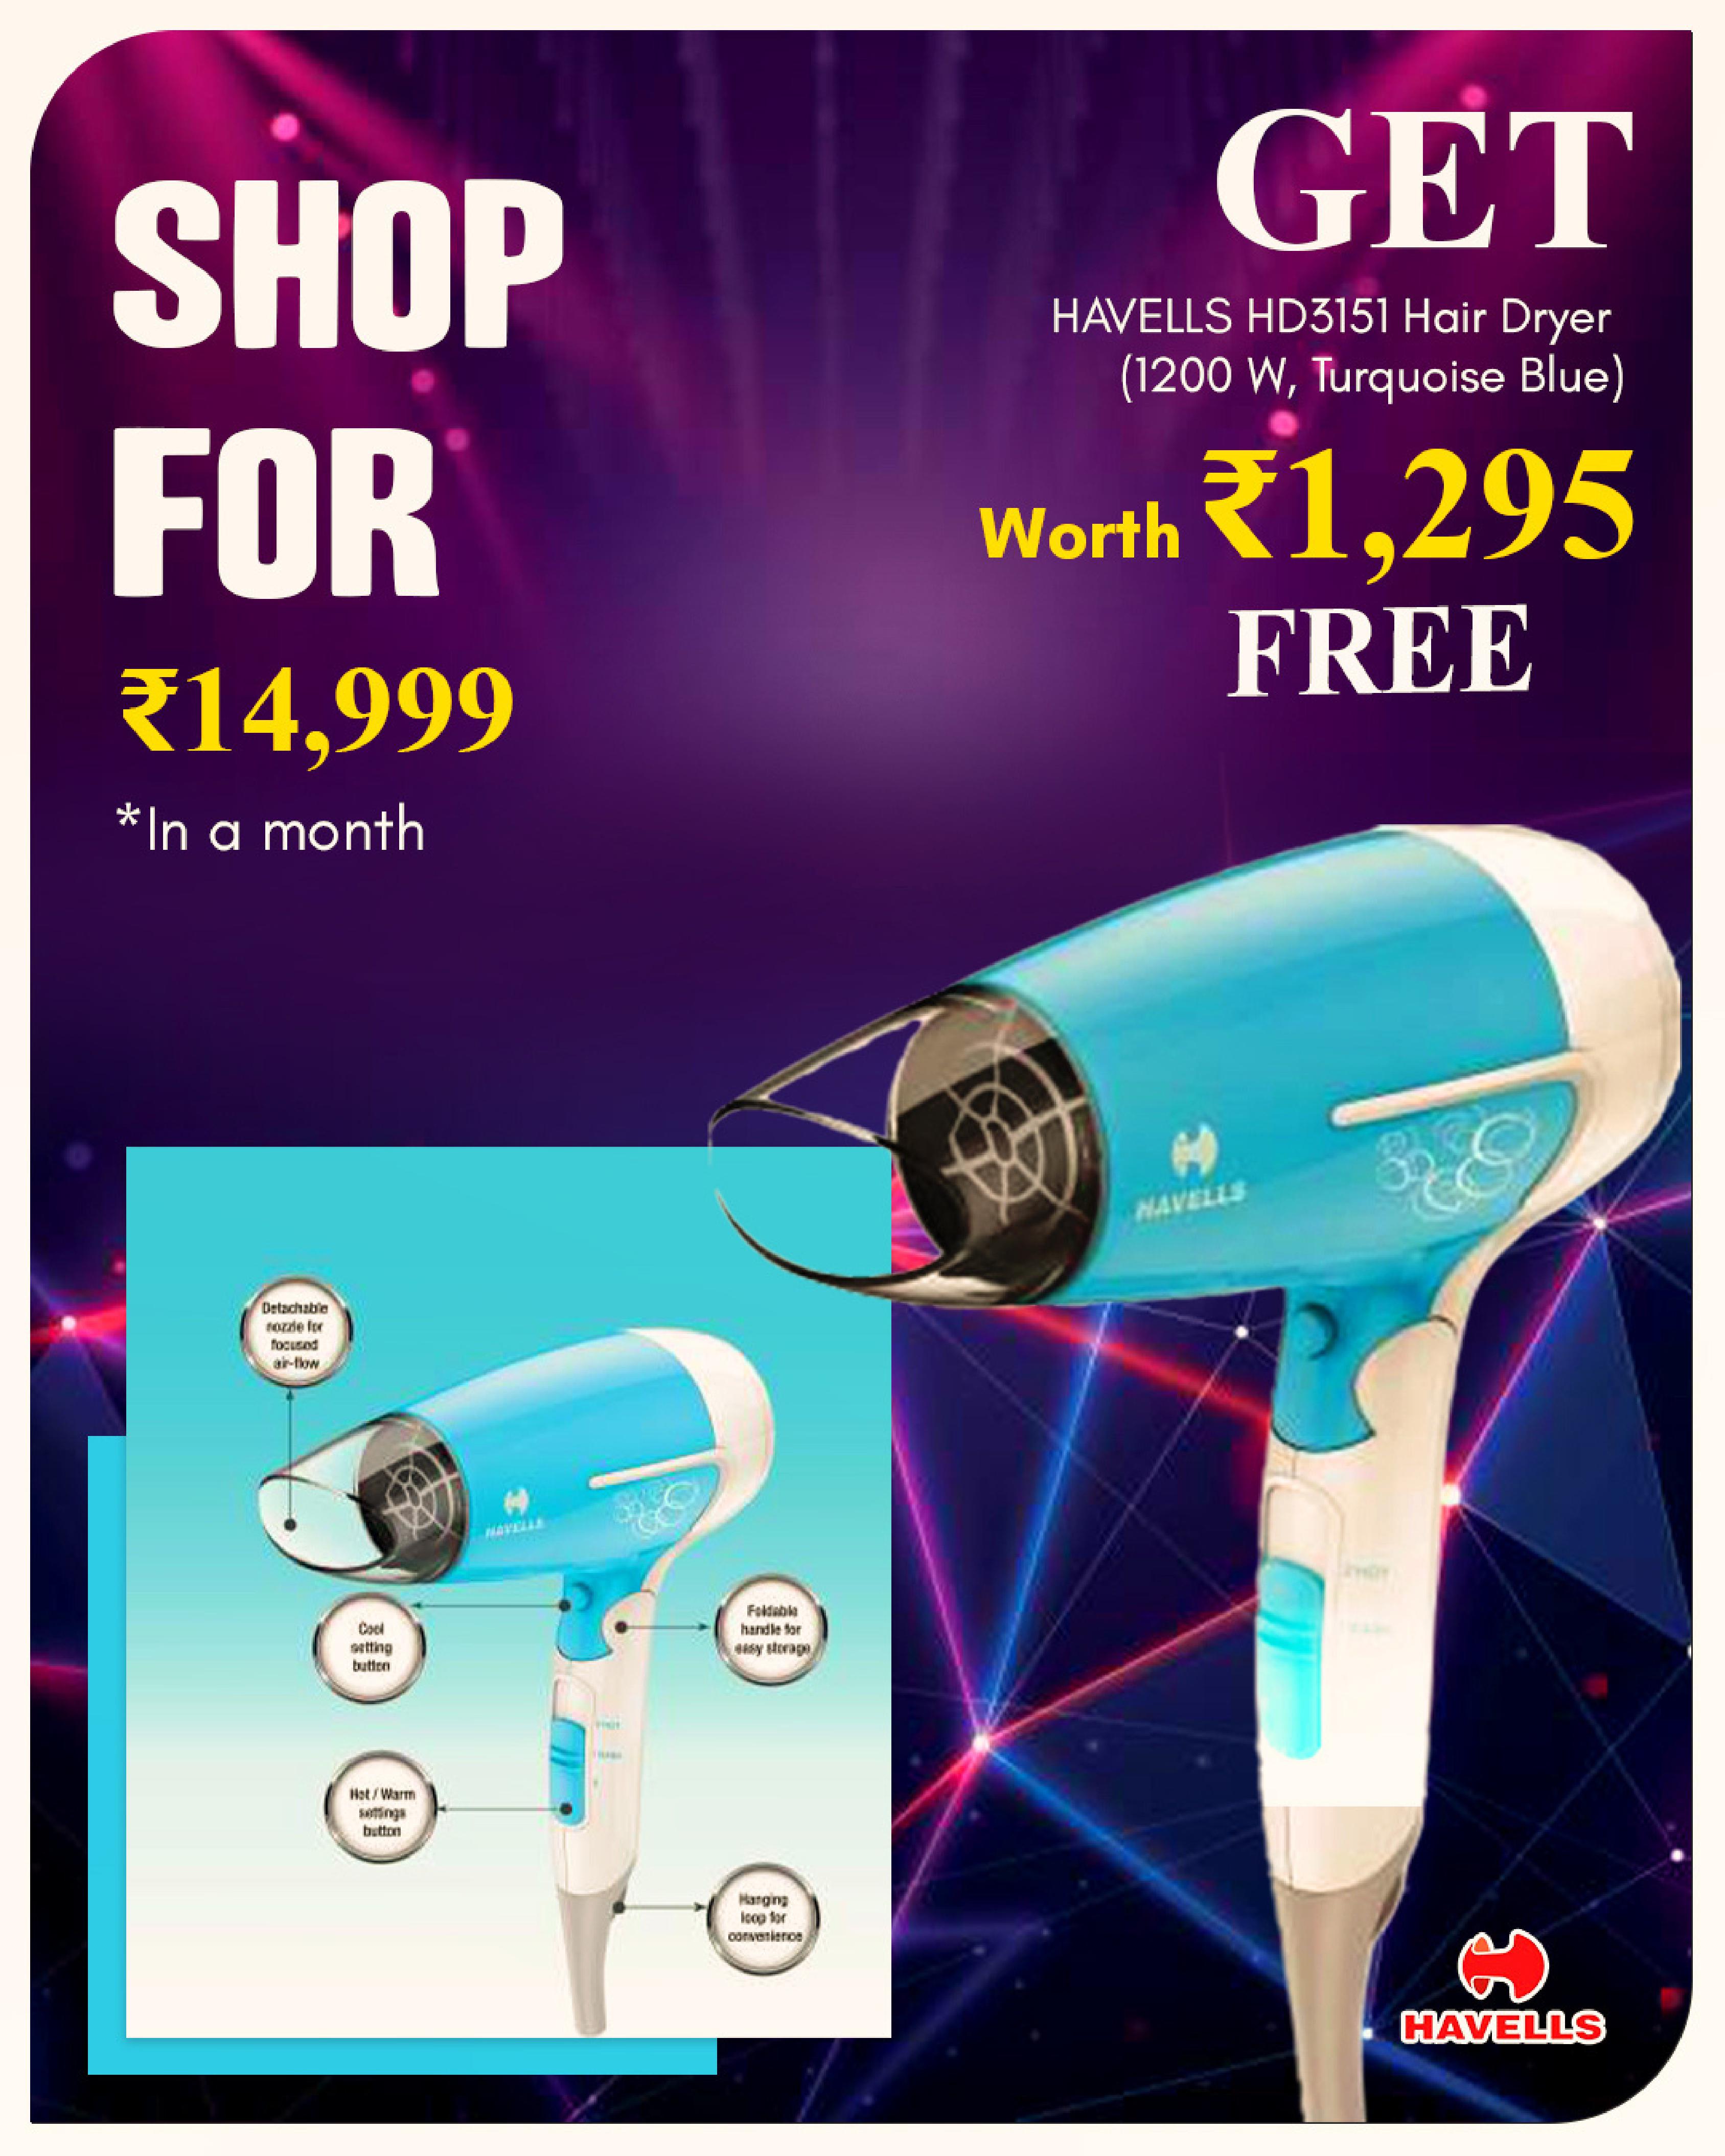 SHOP
FOR
₹14,999
*In a month
GET
HAVELLS HD3151 Hair Dryer
(1200 W, Turquoise Blue)
Worth ₹1,295
FREE
HAVELLS
Detachable
nozzle for
focused
air-flow
HAVELLS
Cool
setting
button
Foldable
handle for
easy storage
Hot / Warm
settings
button
Hanging
loop for
convenience
HAVELLS